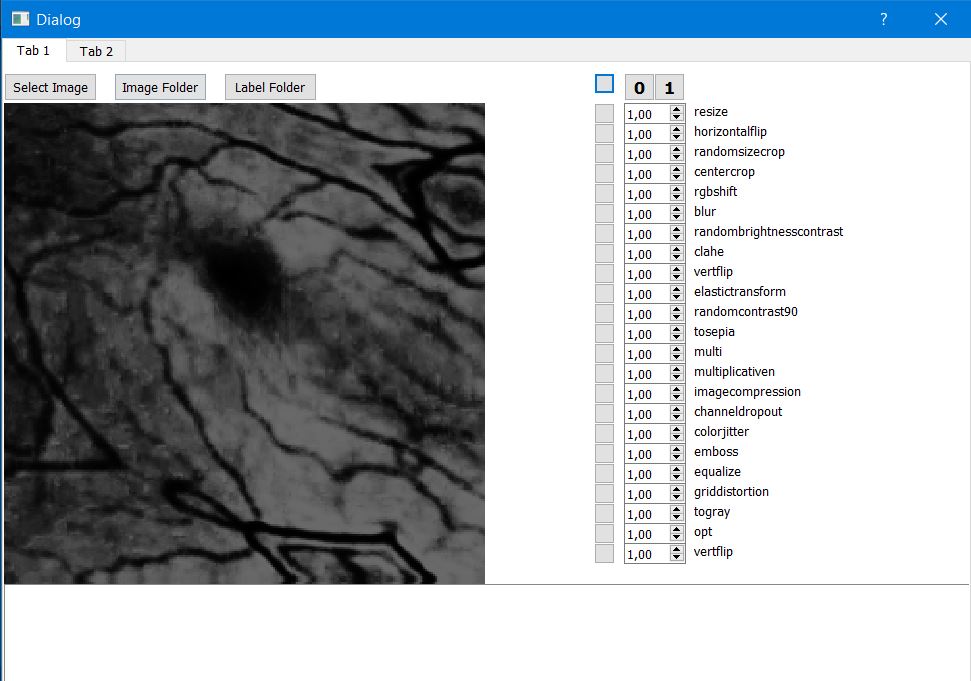 Dialog ?
Tab 1 Tab 2
Select Image Image Folder Label Folder 0 1
1,00 resize
1,00 horizontalflip
1,00 randomsizecrop
1,00 centercrop
1,00 rgbshift
1,00 blur
1,00 randombrightnesscontrast
1,00 clahe
1,00 vertflip
1,00 elastictransform
1,00 randomcontrast90
1,00 tosepia
1,00 multi
1,00 multiplicativen
1,00 imagecompression
1,00 channeldropout
1,00 colorjitter
1,00 emboss
1,00 equalize
1,00 griddistortion
1,00 togray
1,00 opt
1,00 vertflip